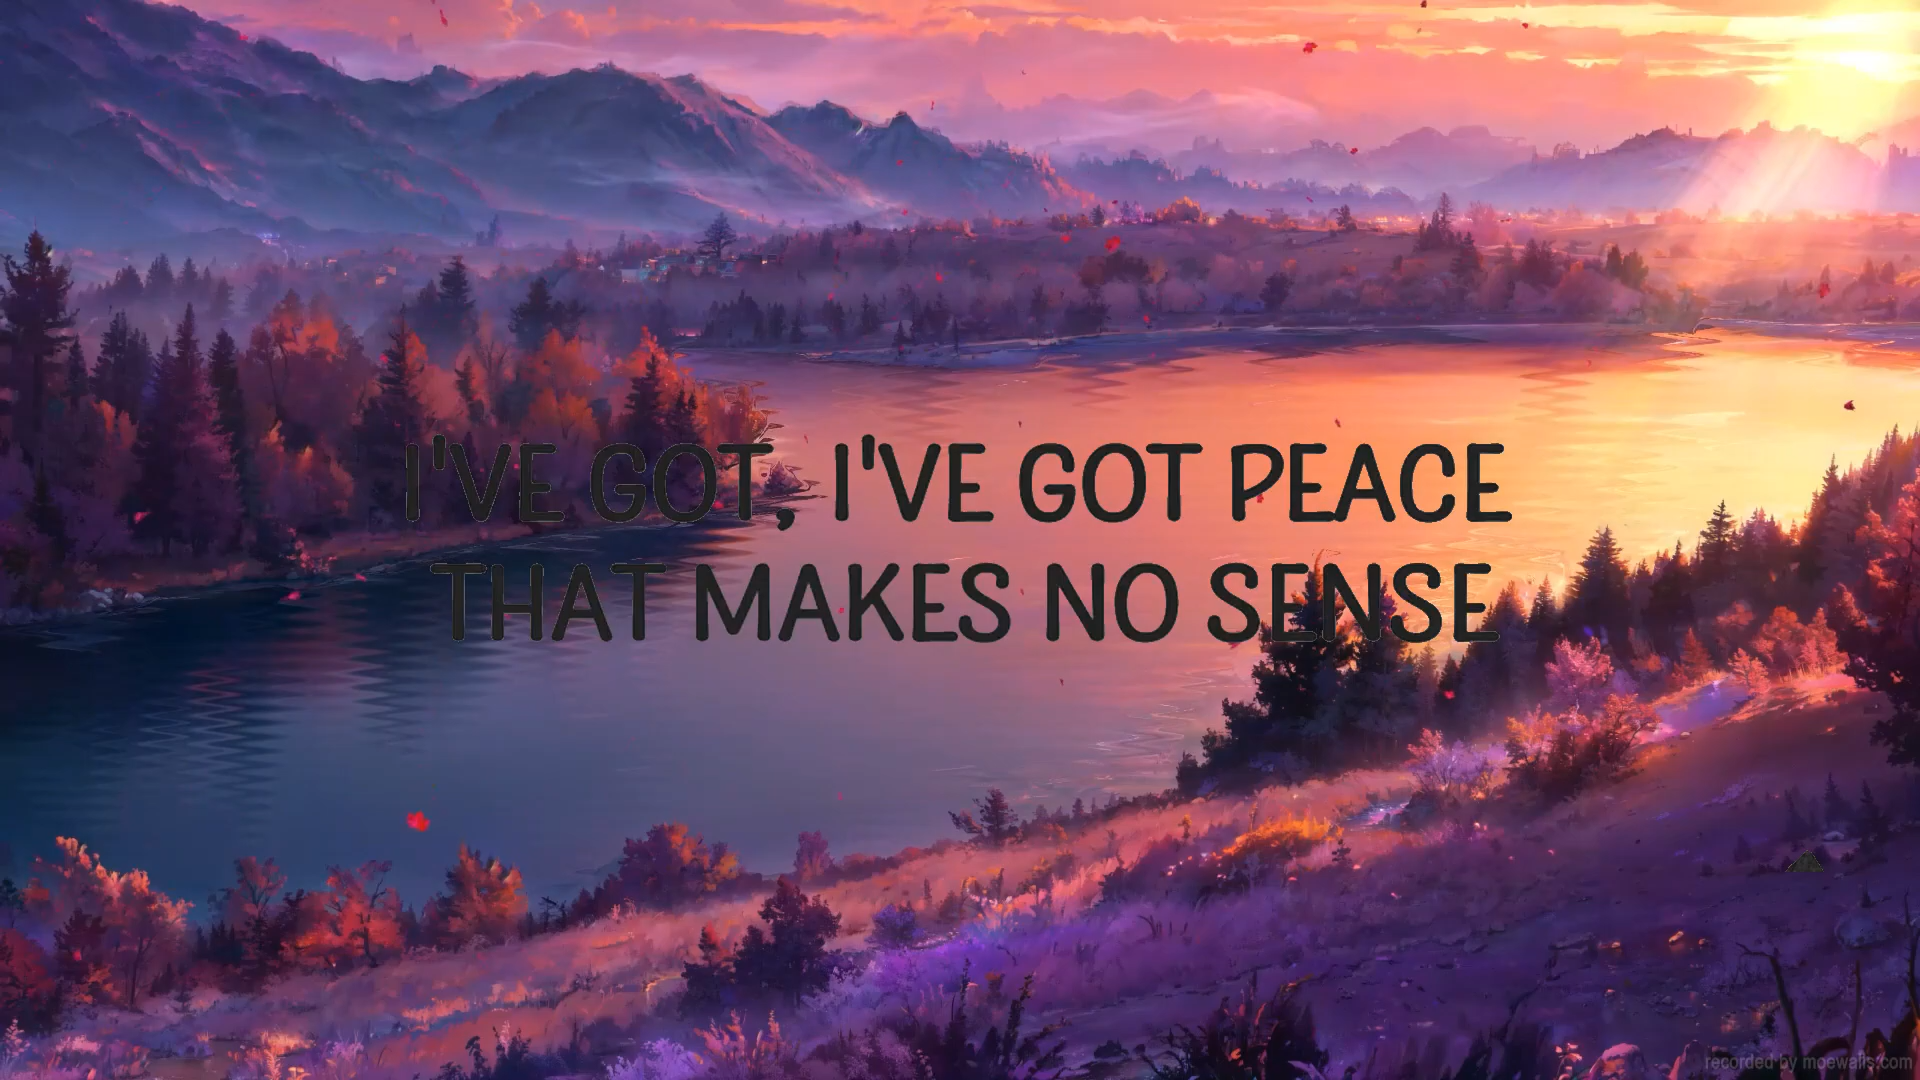 I'VE GOT, I'VE GOT PEACE
THAT MAKES NO SENSE
recorded by moewalls.com